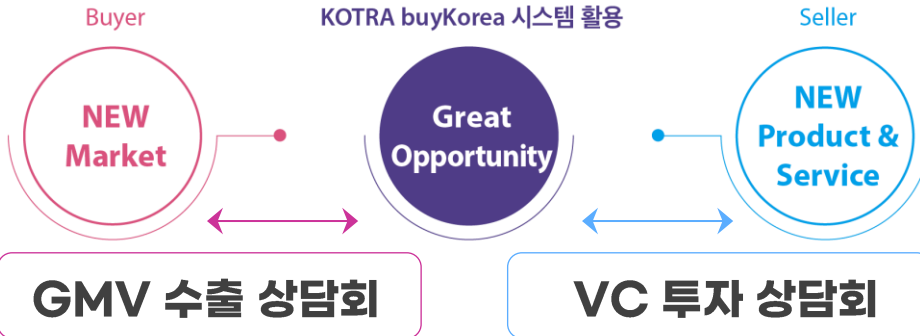 Buyer
KOTRA buyKorea 시스템 활용
Seller
NEW
Market
Great
Opportunity
NEW
Product &
Service
GMV 수출 상담회
VC 투자 상담회